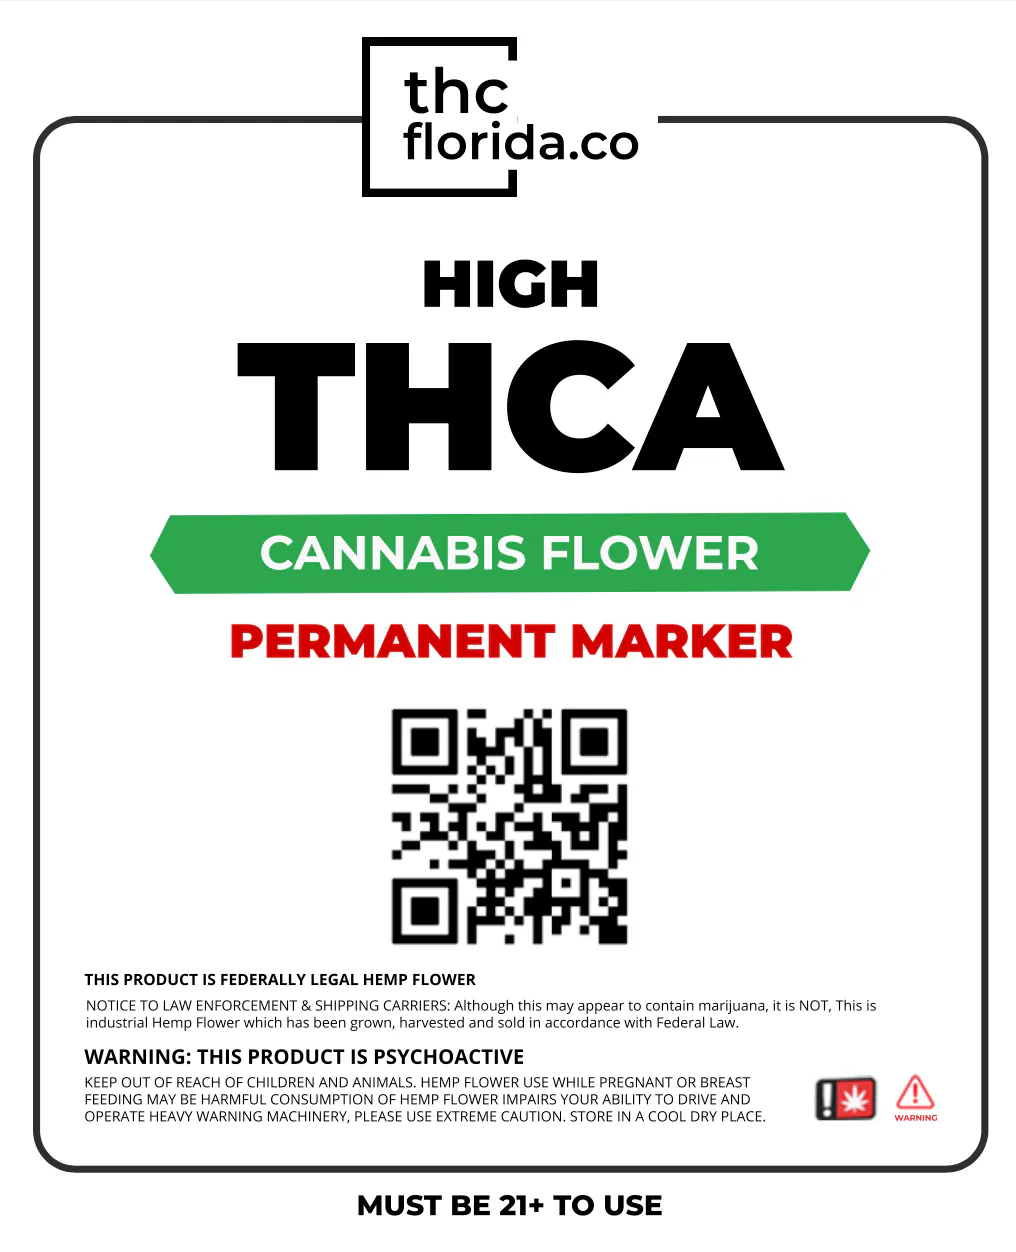 thc
florida.co
HIGH
THCA
CANNABIS FLOWER
PERMANENT MARKER
THIS PRODUCT IS FEDERALLY LEGAL HEMP FLOWER
NOTICE TO LAW ENFORCEMENT & SHIPPING CARRIERS: Although this may appear to contain marijuana, it is NOT, This is
industrial Hemp Flower which has been grown, harvested and sold in accordance with Federal Law.
WARNING: THIS PRODUCT IS PSYCHOACTIVE
KEEP OUT OF REACH OF CHILDREN AND ANIMALS. HEMP FLOWER USE WHILE PREGNANT OR BREAST
FEEDING MAY BE HARMFUL CONSUMPTION OF HEMP FLOWER IMPAIRS YOUR ABILITY TO DRIVE AND
OPERATE HEAVY WARNING MACHINERY, PLEASE USE EXTREME CAUTION. STORE IN A COOL DRY PLACE.
WARNING
MUST BE 21+ TO USE